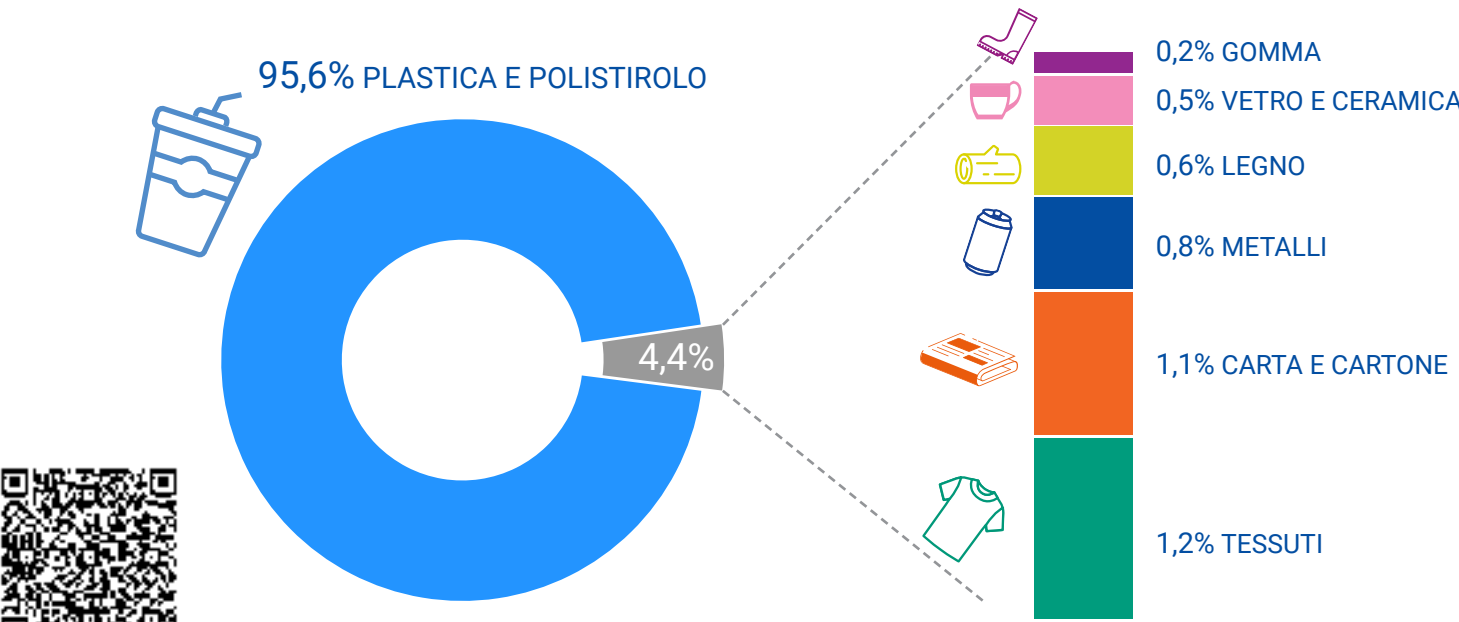 95,6% PLASTICA E POLISTIROLO
4,4%
0,2% GOMMA
0,5% VETRO E CERAMICA
0,6% LEGNO
0,8% METALLI
1,1% CARTA E CARTONE
1,2% TESSUTI